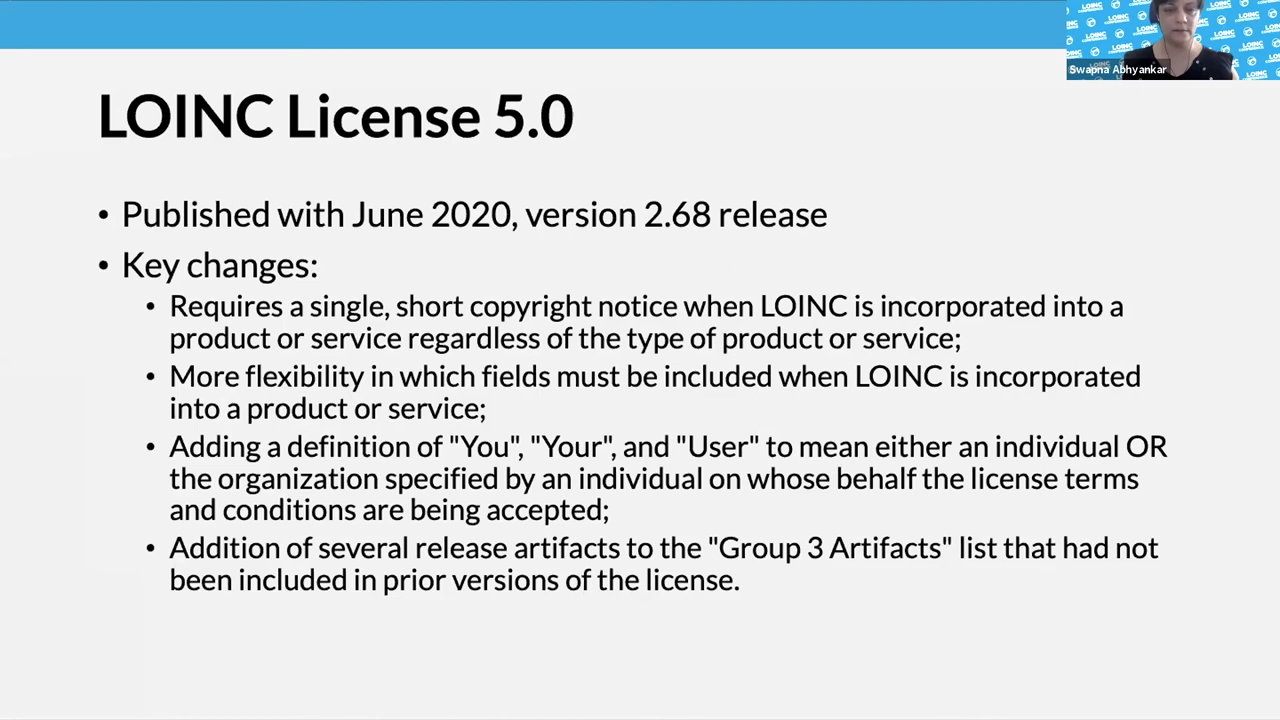 Swapna Abhyankar
LOINC License 5.0
• Published with June 2020, version 2.68 release
• Key changes:
• Requires a single, short copyright notice when LOINC is incorporated into a
product or service regardless of the type of product or service;
• More flexibility in which fields must be included when LOINC is incorporated
into a product or service;
• Adding a definition of "You", "Your", and "User" to mean either an individual OR
the organization specified by an individual on whose behalf the license terms
and conditions are being accepted;
• Addition of several release artifacts to the "Group 3 Artifacts" list that had not
been included in prior versions of the license.